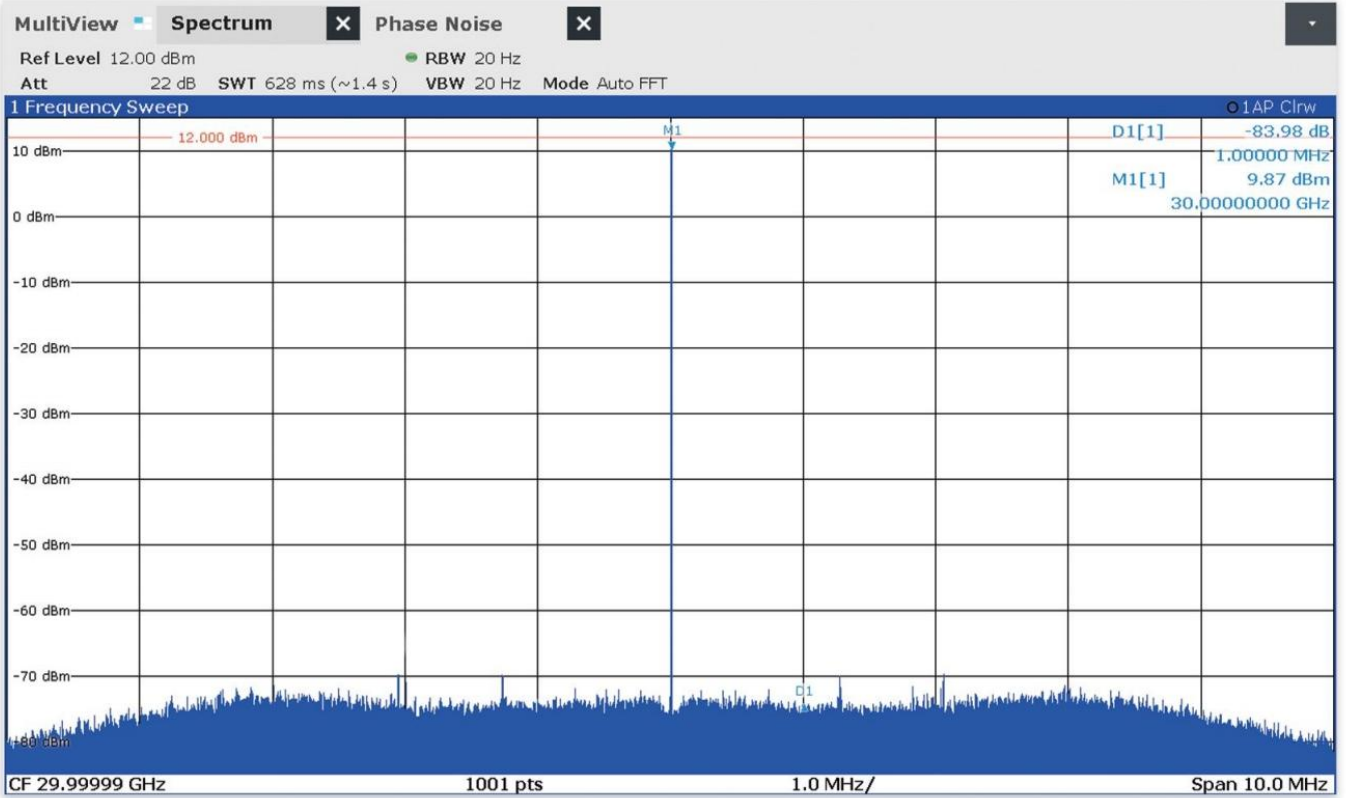 MultiView Spectrum X Phase Noise X
Ref Level 12.00 dBm RBW 20 Hz
Att 22 dB SWT 628 ms (~1.4 s) VBW 20 Hz Mode Auto FFT
1 Frequency Sweep 1AP Clrw
12.000 dBm M1 D1[1] -83.98 dB
10 dBm 1.00000 MHz
M1[1] 9.87 dBm
0 dBm 30.00000000 GHz
-10 dBm
-20 dBm
-30 dBm
-40 dBm
-50 dBm
-60 dBm
-70 dBm
D1
-80 dBm
CF 29.99999 GHz 1001 pts 1.0 MHz/ Span 10.0 MHz